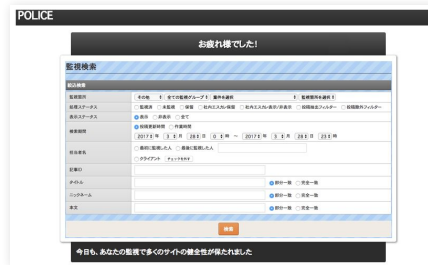 POLICE
お疲れ様でした!
監視検索
絞込検索
監視箇所 その他 全ての監視グループ 案件を選択 監視箇所を選択
処理ステータス 監視済 未監視 保留 社内エスカレ保留 社内エスカレ表示/非表示 投稿抽出フィルター 投稿除外フィルター
表示ステータス 表示 非表示 全て
検索期間 投稿更新時間 作業時間
2017 年 3 月 28 日 0 時 ～ 2017 年 3 月 28 日 23 時
担当者名 最初に監視した人 最後に監視した人
クライアント チェックを外す
記事ID
タイトル 部分一致 完全一致
ニックネーム 部分一致 完全一致
本文 部分一致 完全一致
検索
今日も、あなたの監視で多くのサイトの健全性が保たれました